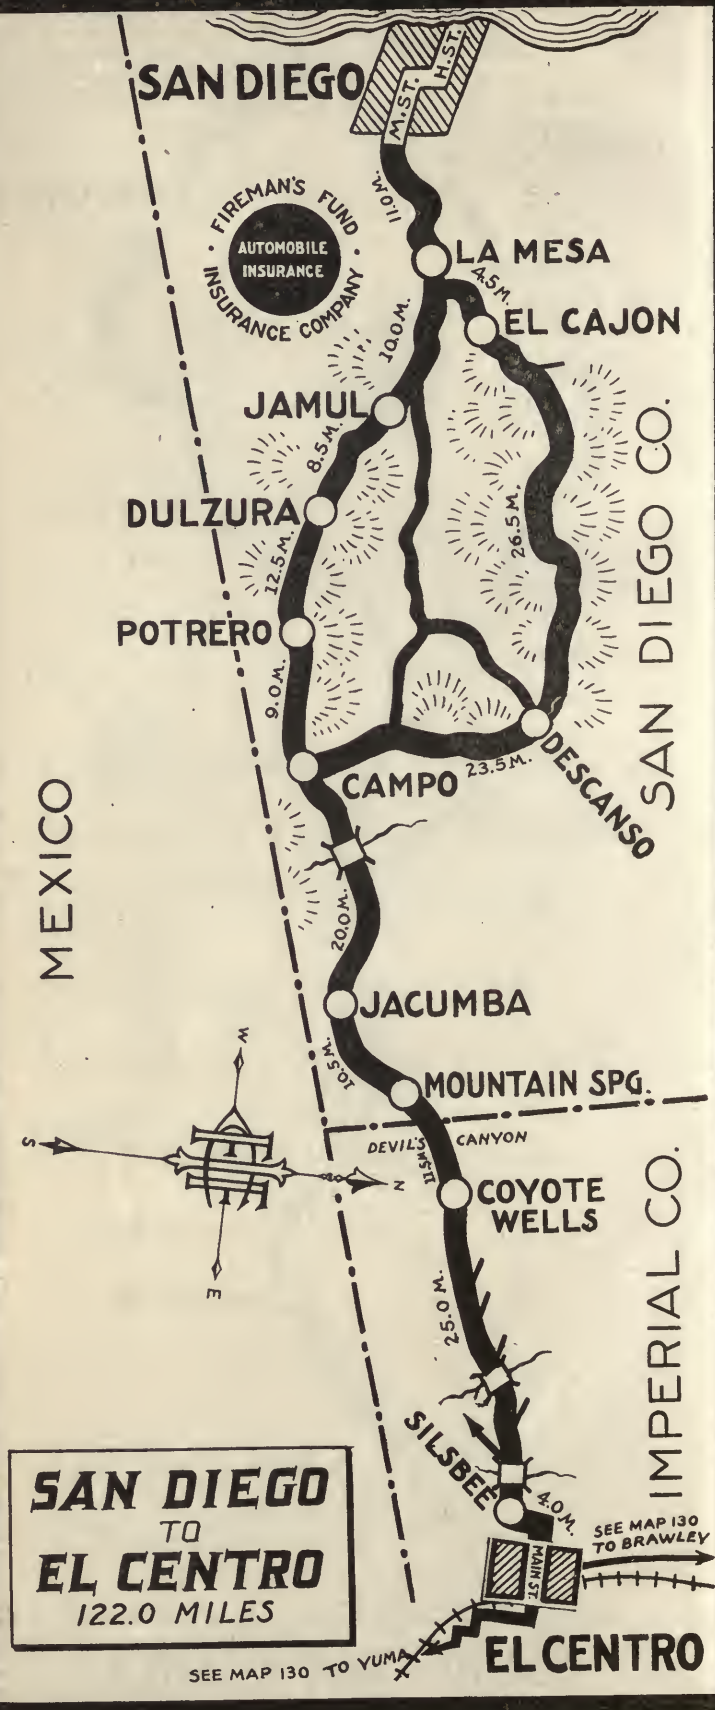 SAN DIEGO
M. ST.
H. ST.
11.0 M.
· FIREMAN'S FUND ·
AUTOMOBILE
INSURANCE
INSURANCE COMPANY
LA MESA
4.5 M.
EL CAJON
10.0 M.
JAMUL
8.5 M.
DULZURA
12.5 M.
26.5 M.
SAN DIEGO CO.
POTRERO
9.0 M.
CAMPO
23.5 M.
DESCANSO
MEXICO
20.0 M.
JACUMBA
10.5 M.
MOUNTAIN SPG.
DEVIL'S CANYON
11.5 M.
W
S
N
E
COYOTE
WELLS
25.0 M.
IMPERIAL CO.
SILSBEE
4.0 M.
SEE MAP 130
TO BRAWLEY
MAIN ST.
EL CENTRO
SEE MAP 130 TO YUMA
SAN DIEGO
TO
EL CENTRO
122.0 MILES